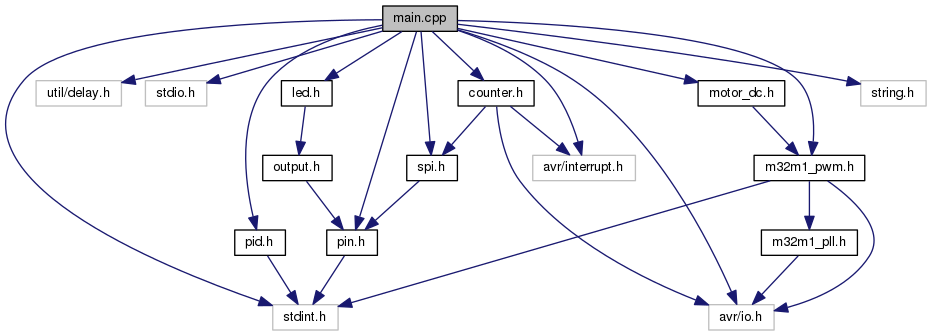 main.cpp
util/delay.h
stdio.h
led.h
counter.h
motor_dc.h
string.h
output.h
spi.h
avr/interrupt.h
m32m1_pwm.h
pid.h
pin.h
m32m1_pll.h
stdint.h
avr/io.h